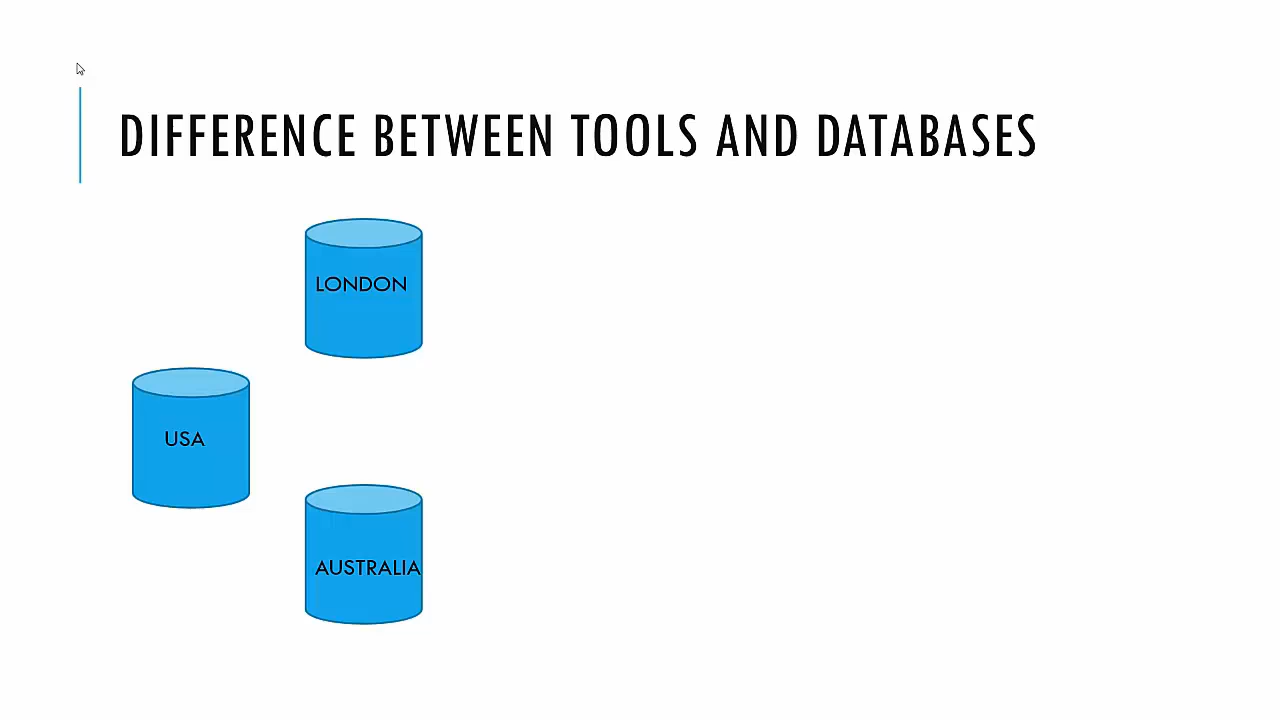 DIFFERENCE BETWEEN TOOLS AND DATABASES
LONDON
USA
AUSTRALIA